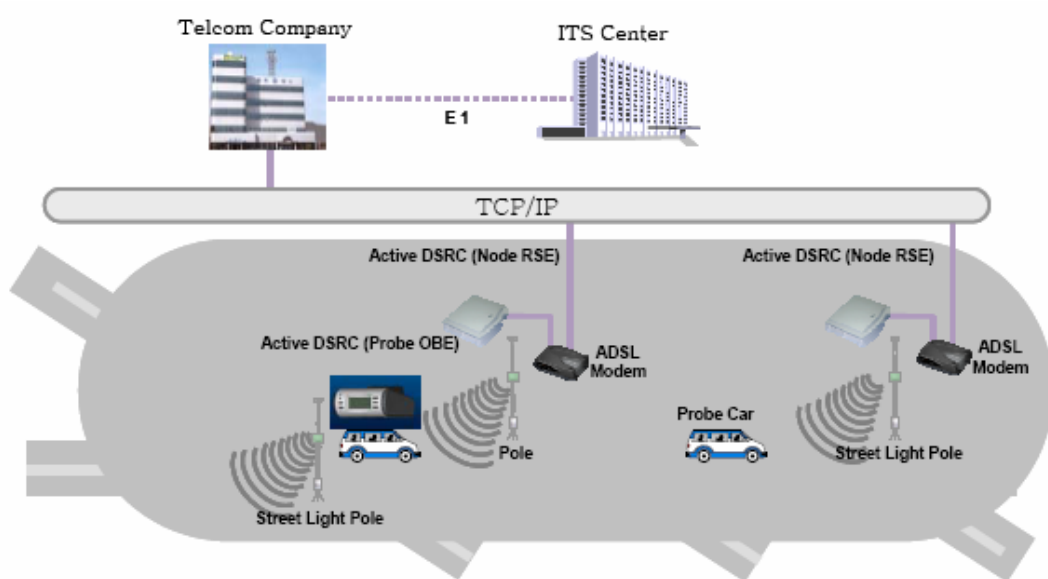 Telcom Company
ITS Center
E1
TCP/IP
Active DSRC (Node RSE)
Active DSRC (Node RSE)
Active DSRC (Probe OBE)
ADSL
Modem
ADSL
Modem
Probe Car
Pole
Street Light Pole
Street Light Pole